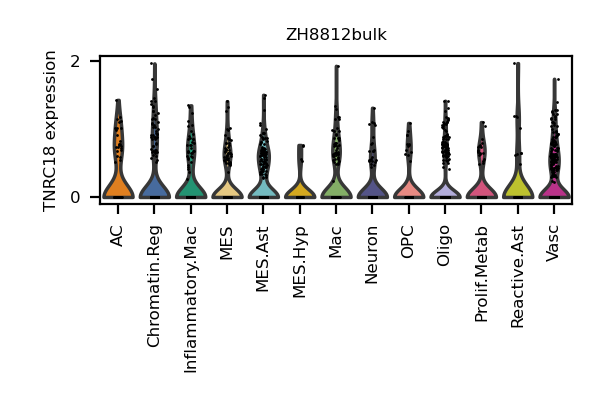 ZH8812bulk
TNRC18 expression
2
0
AC
Chromatin.Reg
Inflammatory.Mac
MES
MES.Ast
MES.Hyp
Mac
Neuron
OPC
Oligo
Prolif.Metab
Reactive.Ast
Vasc